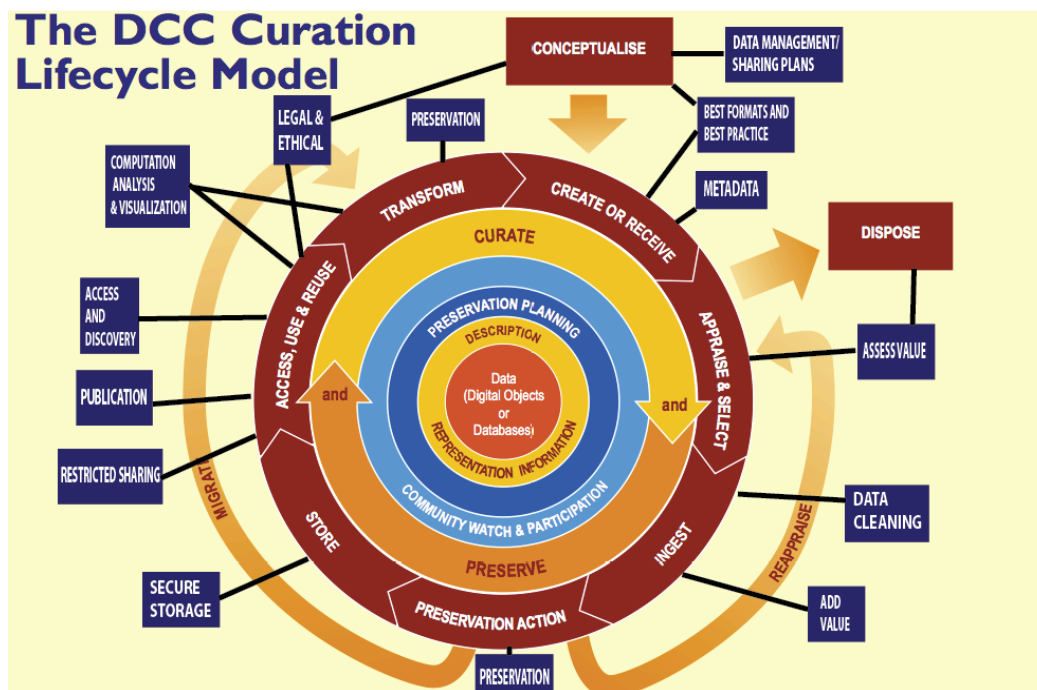 The DCC Curation
Lifecycle Model
CONCEPTUALISE
DATA MANAGEMENT/
SHARING PLANS
LEGAL &
ETHICAL
PRESERVATION
BEST FORMATS AND
BEST PRACTICE
COMPUTATION
ANALYSIS
& VISUALIZATION
METADATA
TRANSFORM
CREATE OR RECEIVE
DISPOSE
CURATE
ACCESS
AND
DISCOVERY
ACCESS, USE & REUSE
PRESERVATION PLANNING
DESCRIPTION
APPRAISE & SELECT
ASSESS VALUE
Data
(Digital Objects
or
Databases)
and
and
PUBLICATION
REPRESENTATION INFORMATION
RESTRICTED SHARING
MIGRAT
COMMUNITY WATCH & PARTICIPATION
DATA
CLEANING
STORE
INGEST
REAPPRAISE
PRESERVE
SECURE
STORAGE
PRESERVATION ACTION
ADD
VALUE
PRESERVATION